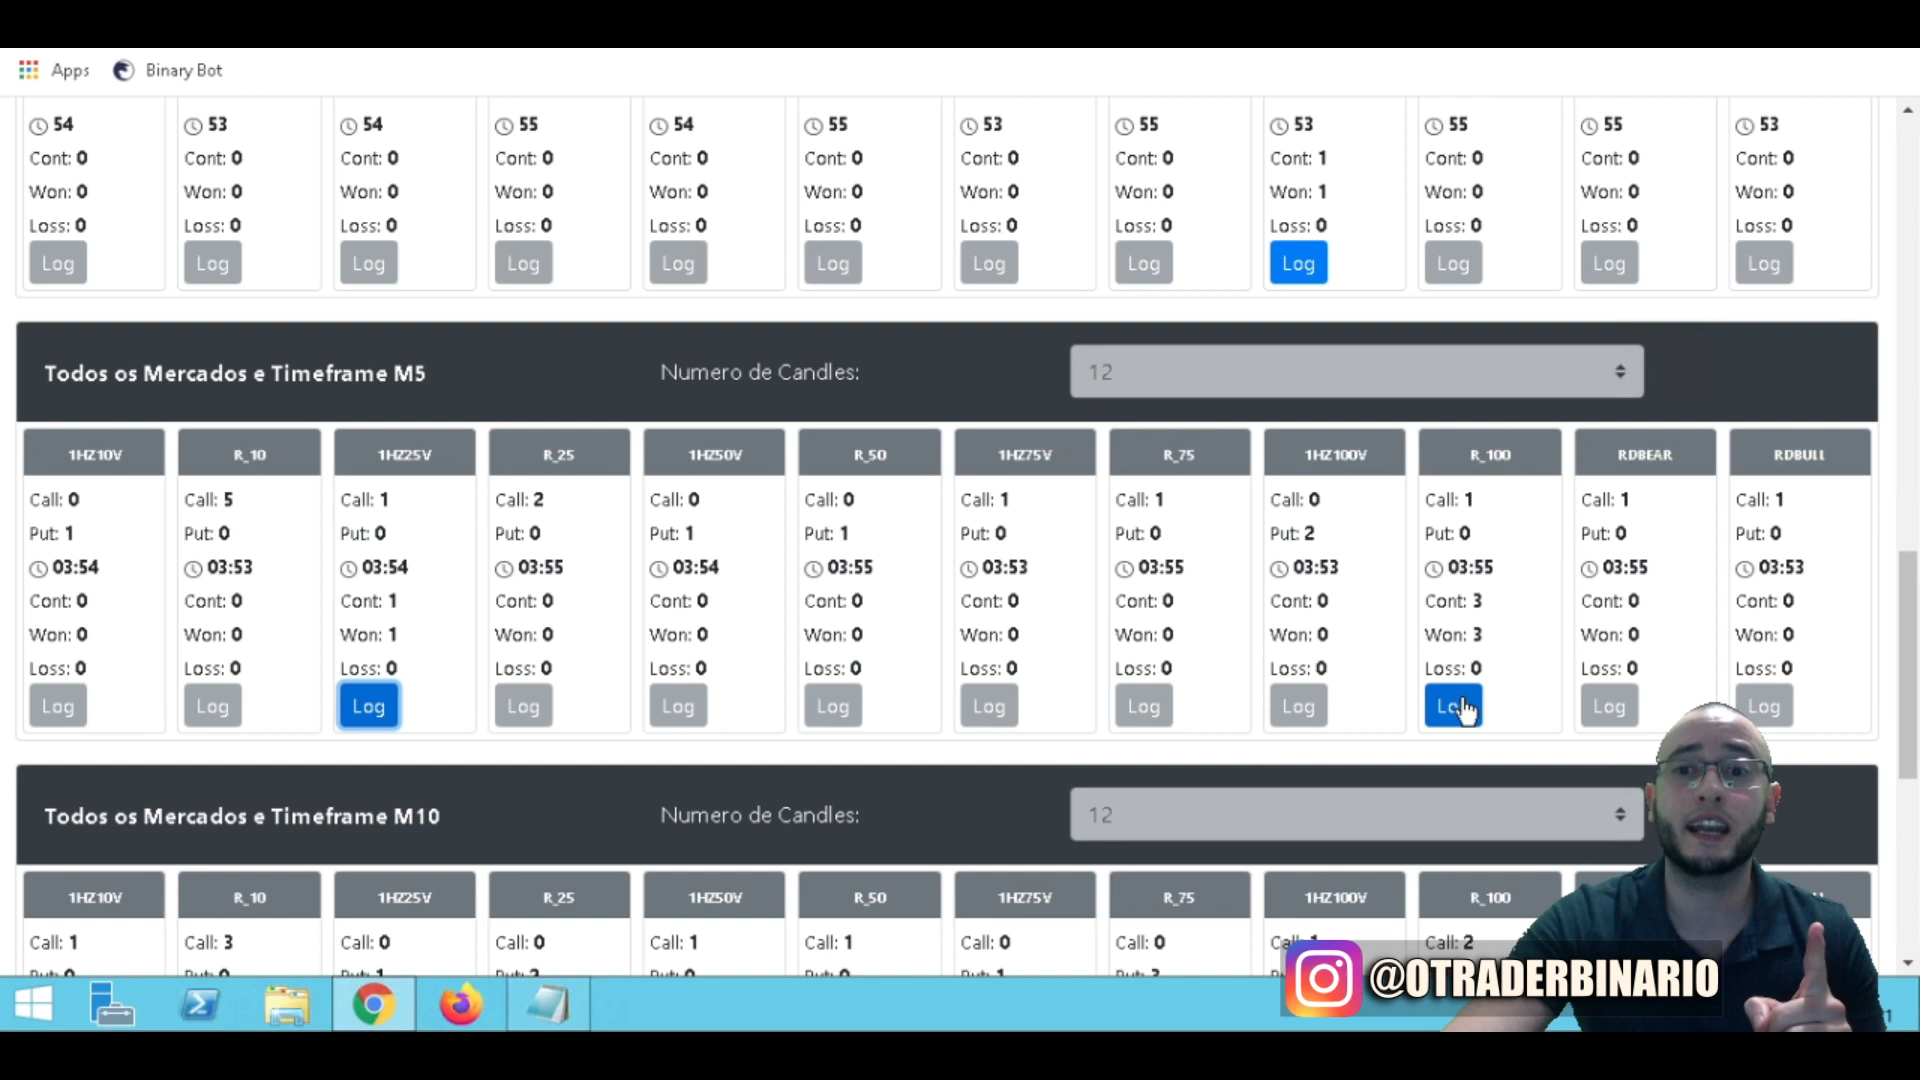 Apps Binary Bot
54 53 54 55 54 55 53 55 53 55 55 53
Cont: 0 Cont: 0 Cont: 0 Cont: 0 Cont: 0 Cont: 0 Cont: 0 Cont: 0 Cont: 1 Cont: 0 Cont: 0 Cont: 0
Won: 0 Won: 0 Won: 0 Won: 0 Won: 0 Won: 0 Won: 0 Won: 0 Won: 1 Won: 0 Won: 0 Won: 0
Loss: 0 Loss: 0 Loss: 0 Loss: 0 Loss: 0 Loss: 0 Loss: 0 Loss: 0 Loss: 0 Loss: 0 Loss: 0 Loss: 0
Log Log Log Log Log Log Log Log Log Log Log Log
Todos os Mercados e Timeframe M5 Numero de Candles: 12
1HZ10V R_10 1HZ25V R_25 1HZ50V R_50 1HZ75V R_75 1HZ100V R_100 RDBEAR RDBULL
Call: 0 Call: 5 Call: 1 Call: 2 Call: 0 Call: 0 Call: 1 Call: 1 Call: 0 Call: 1 Call: 1 Call: 1
Put: 1 Put: 0 Put: 0 Put: 0 Put: 1 Put: 1 Put: 0 Put: 0 Put: 2 Put: 0 Put: 0 Put: 0
03:54 03:53 03:54 03:55 03:54 03:55 03:53 03:55 03:53 03:55 03:55 03:53
Cont: 0 Cont: 0 Cont: 1 Cont: 0 Cont: 0 Cont: 0 Cont: 0 Cont: 0 Cont: 0 Cont: 3 Cont: 0 Cont: 0
Won: 0 Won: 0 Won: 1 Won: 0 Won: 0 Won: 0 Won: 0 Won: 0 Won: 0 Won: 3 Won: 0 Won: 0
Loss: 0 Loss: 0 Loss: 0 Loss: 0 Loss: 0 Loss: 0 Loss: 0 Loss: 0 Loss: 0 Loss: 0 Loss: 0 Loss: 0
Log Log Log Log Log Log Log Log Log Log Log
Todos os Mercados e Timeframe M10 Numero de Candles: 12
1HZ10V R_10 1HZ25V R_25 1HZ50V R_50 1HZ75V R_75 1HZ100V R_100
Call: 1 Call: 3 Call: 0 Call: 0 Call: 1 Call: 1 Call: 0 Call: 0 Call: 2
@OTRADERBINARIO